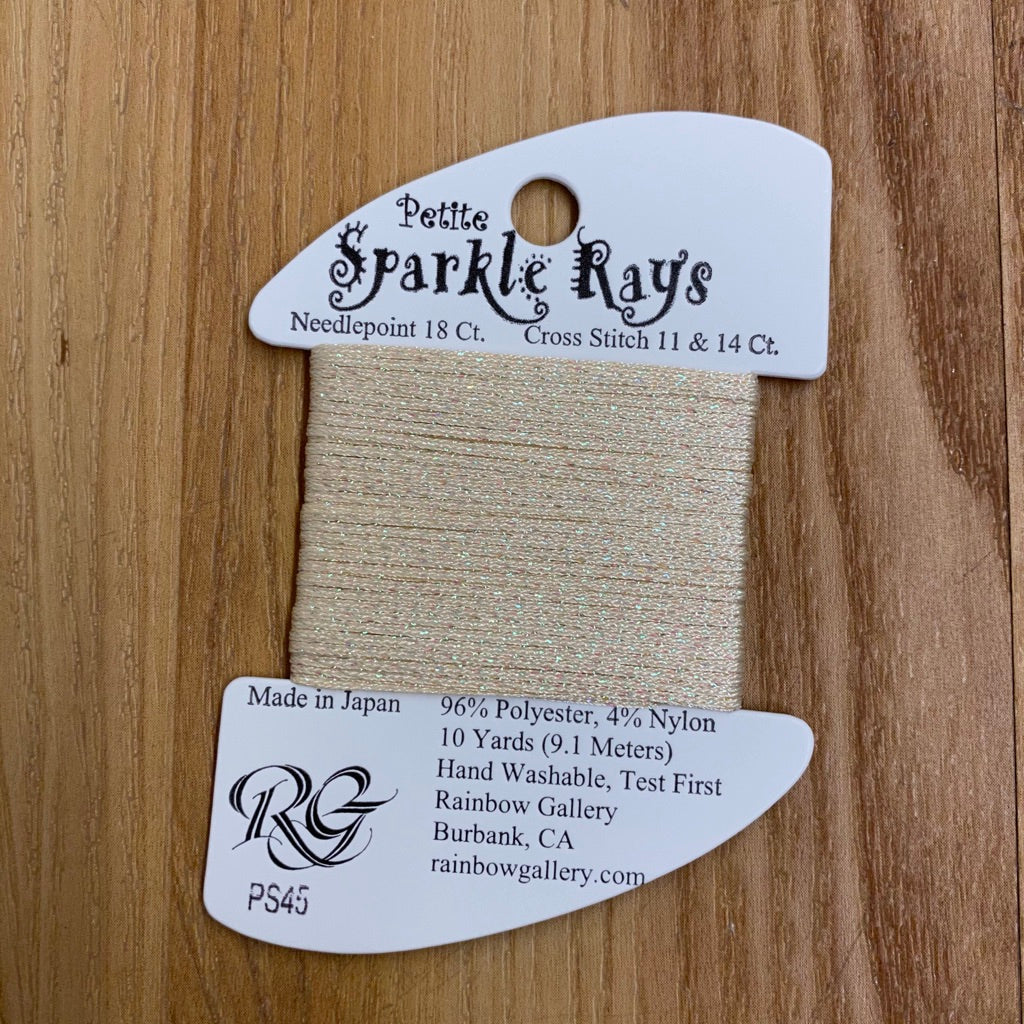 Petite
Sparkle Rays
Needlepoint 18 Ct. Cross Stitch 11 & 14 Ct.
Made in Japan
96% Polyester, 4% Nylon
10 Yards (9.1 Meters)
Hand Washable, Test First
Rainbow Gallery
Burbank, CA
rainbowgallery.com
RG
PS45